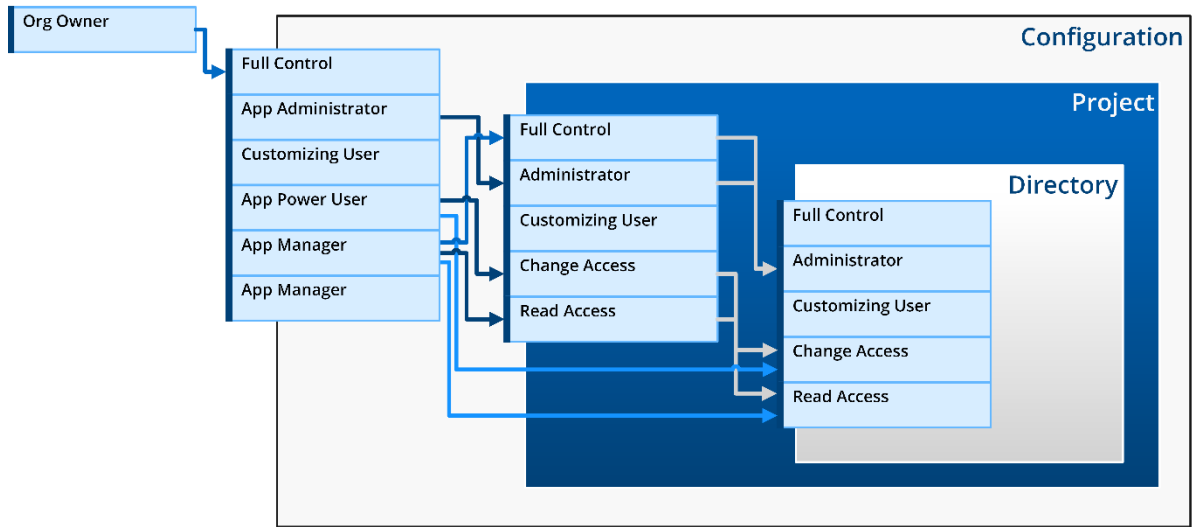 Org Owner
Configuration
Full Control
App Administrator
Customizing User
App Power User
App Manager
App Manager
Project
Full Control
Administrator
Customizing User
Change Access
Read Access
Directory
Full Control
Administrator
Customizing User
Change Access
Read Access